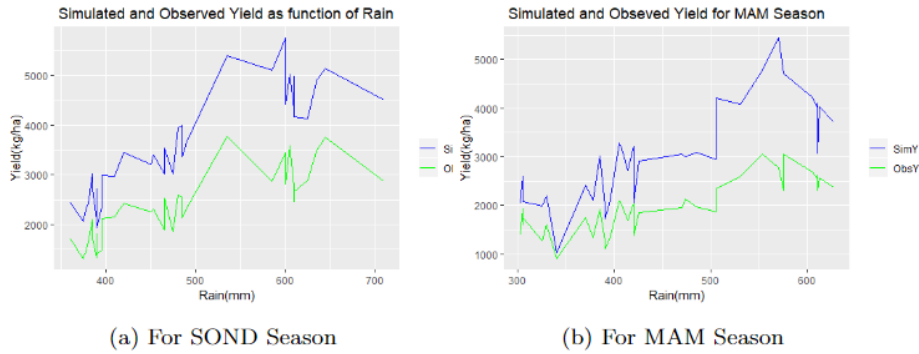 Simulated and Observed Yield as function of Rain
Yield(kg/ha)
5000
4000
3000
2000
400
500
600
700
Rain(mm)
Si
O
(a) For SOND Season
Simulated and Obseved Yield for MAM Season
Yield(kg/ha)
5000
4000
3000
2000
1000
300
400
500
600
Rain(mm)
SimY
ObsY
(b) For MAM Season